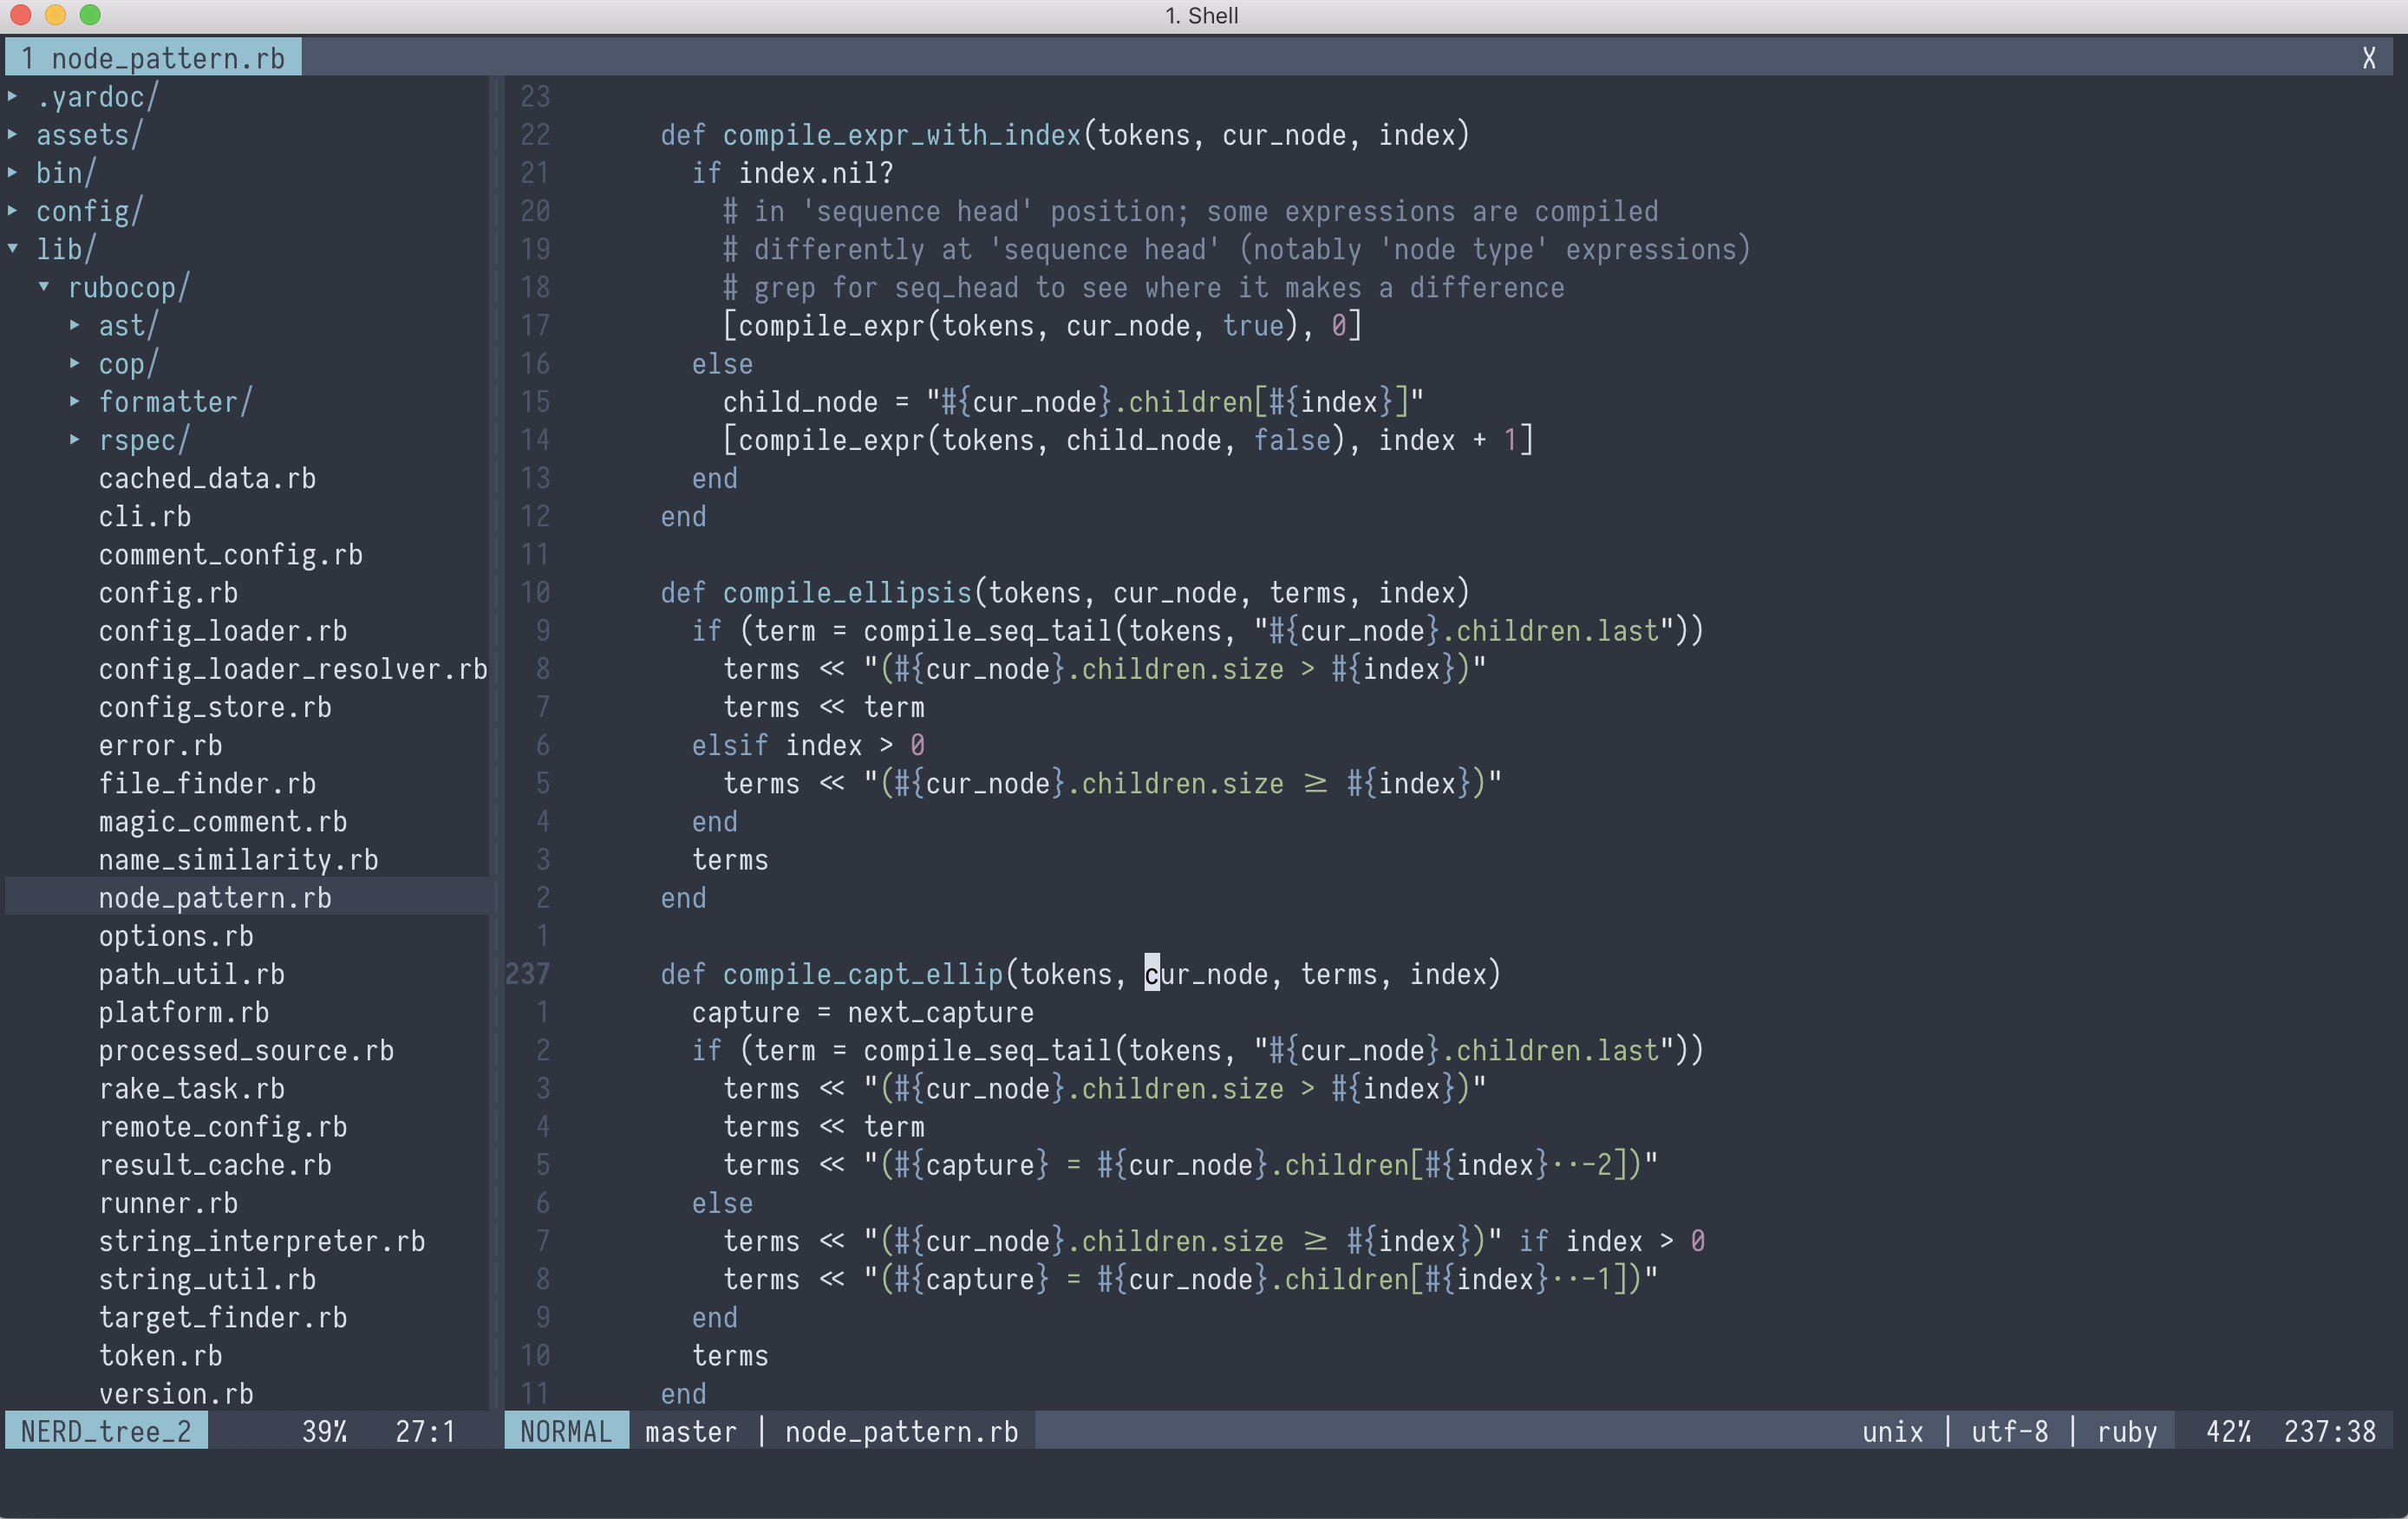 1. Shell
1 node_pattern.rb X
▸ .yardoc/
▸ assets/
▸ bin/
▸ config/
▾ lib/
▾ rubocop/
▸ ast/
▸ cop/
▸ formatter/
▸ rspec/
cached_data.rb
cli.rb
comment_config.rb
config.rb
config_loader.rb
config_loader_resolver.rb
config_store.rb
error.rb
file_finder.rb
magic_comment.rb
name_similarity.rb
node_pattern.rb
options.rb
path_util.rb
platform.rb
processed_source.rb
rake_task.rb
remote_config.rb
result_cache.rb
runner.rb
string_interpreter.rb
string_util.rb
target_finder.rb
token.rb
version.rb
23
22 def compile_expr_with_index(tokens, cur_node, index)
21 if index.nil?
20 # in 'sequence head' position; some expressions are compiled
19 # differently at 'sequence head' (notably 'node type' expressions)
18 # grep for seq_head to see where it makes a difference
17 [compile_expr(tokens, cur_node, true), 0]
16 else
15 child_node = "#{cur_node}.children[#{index}]"
14 [compile_expr(tokens, child_node, false), index + 1]
13 end
12 end
11
10 def compile_ellipsis(tokens, cur_node, terms, index)
9 if (term = compile_seq_tail(tokens, "#{cur_node}.children.last"))
8 terms << "(#{cur_node}.children.size > #{index})"
7 terms << term
6 elsif index > 0
5 terms << "(#{cur_node}.children.size ≥ #{index})"
4 end
3 terms
2 end
1
237 def compile_capt_ellip(tokens, cur_node, terms, index)
1 capture = next_capture
2 if (term = compile_seq_tail(tokens, "#{cur_node}.children.last"))
3 terms << "(#{cur_node}.children.size > #{index})"
4 terms << term
5 terms << "(#{capture} = #{cur_node}.children[#{index}..-2])"
6 else
7 terms << "(#{cur_node}.children.size ≥ #{index})" if index > 0
8 terms << "(#{capture} = #{cur_node}.children[#{index}..-1])"
9 end
10 terms
11 end
NERD_tree_2 39% 27:1 NORMAL master | node_pattern.rb unix | utf-8 | ruby 42% 237:38